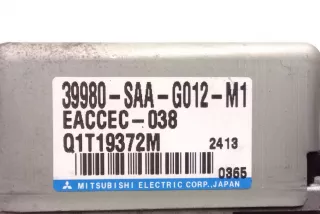 39980-SAA-G012-M1
EACCEC-038
Q1T19372M 2413
0365
MITSUBISHI ELECTRIC CORP., JAPAN